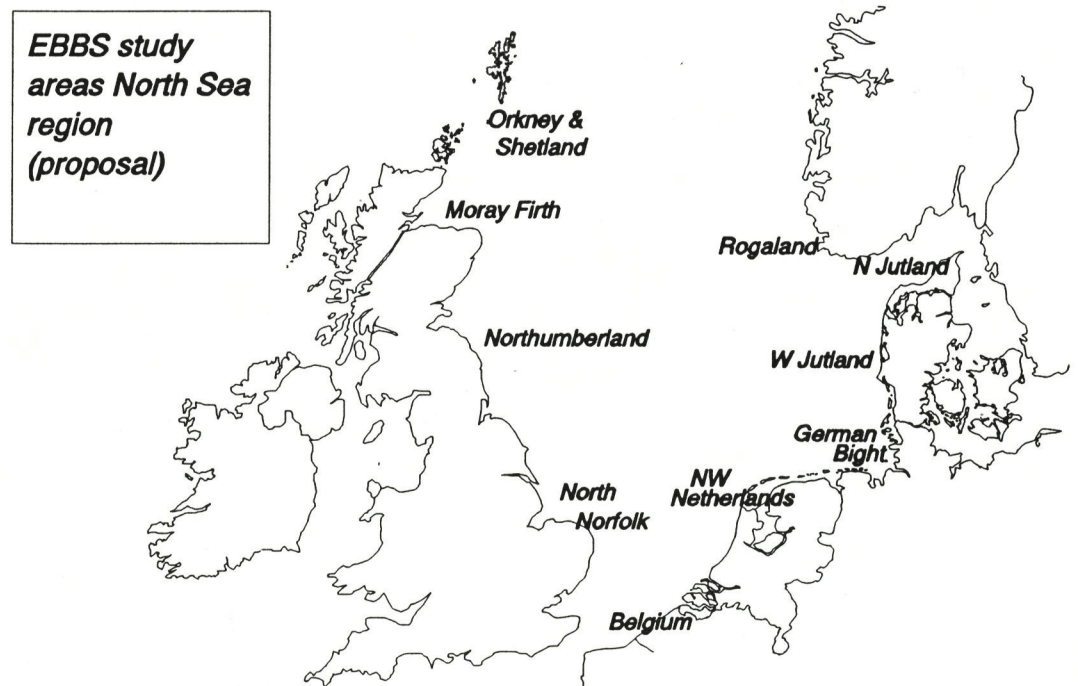 EBBS study
areas North Sea
region
(proposal)
Orkney &
Shetland
Moray Firth
Rogaland
N Jutland
Northumberland
W Jutland
German
Bight
NW
Netherlands
North
Norfolk
Belgium